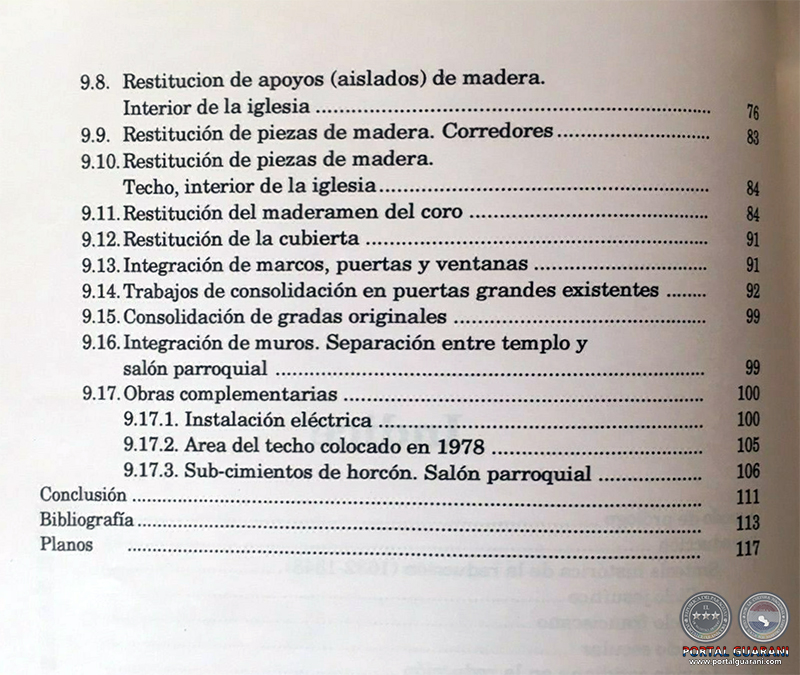 9.8. Restitucion de apoyos (aislados) de madera.
Interior de la iglesia ........ 76
9.9. Restitución de piezas de madera. Corredores ........ 83
9.10. Restitución de piezas de madera.
Techo, interior de la iglesia ........ 84
9.11. Restitución del maderamen del coro ........ 84
9.12. Restitución de la cubierta ........ 91
9.13. Integración de marcos, puertas y ventanas ........ 91
9.14. Trabajos de consolidación en puertas grandes existentes ........ 92
9.15. Consolidación de gradas originales ........ 99
9.16. Integración de muros. Separación entre templo y
salón parroquial ........ 99
9.17. Obras complementarias ........ 100
9.17.1. Instalación eléctrica ........ 100
9.17.2. Area del techo colocado en 1978 ........ 105
9.17.3. Sub-cimientos de horcón. Salón parroquial ........ 106
Conclusión ........ 111
Bibliografía ........ 113
Planos ........ 117
PORTAL GUARANI
www.portalguarani.com